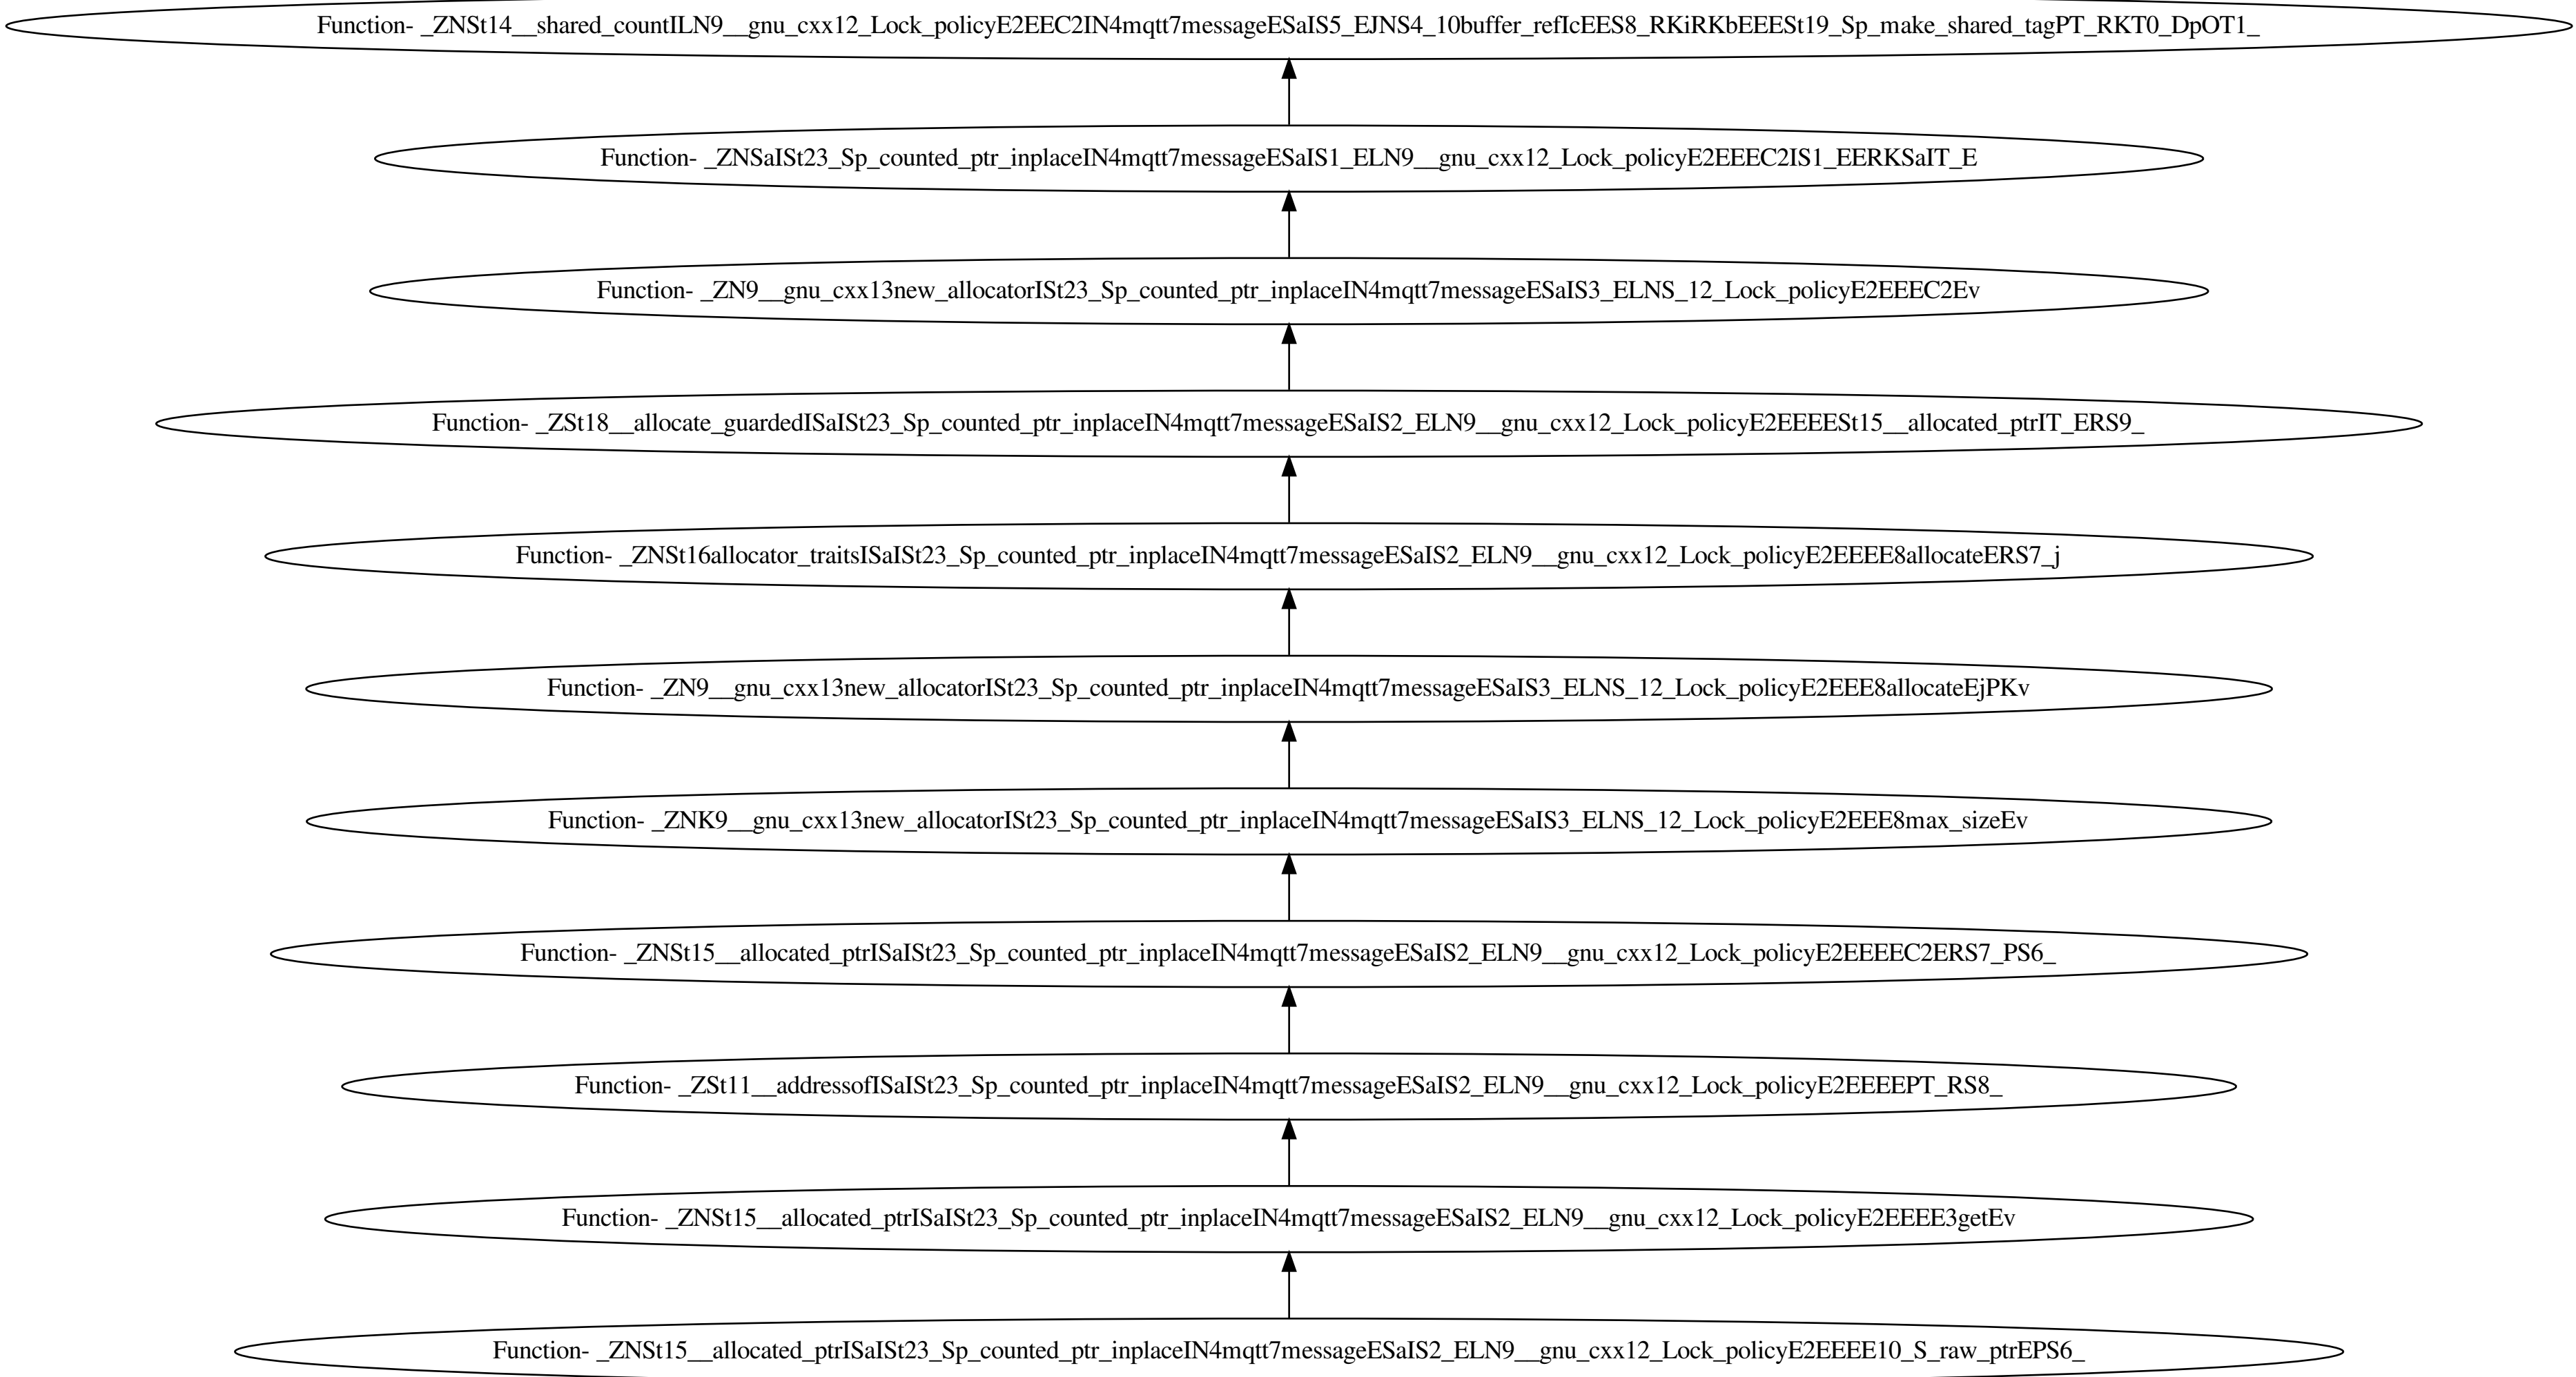 Function- _ZNSt14__shared_countILN9__gnu_cxx12_Lock_policyE2EEC2IN4mqtt7messageESaIS5_EJNS4_10buffer_refIcEES8_RKiRKbEEESt19_Sp_make_shared_tagPT_RKT0_DpOT1_
Function- _ZNSaISt23_Sp_counted_ptr_inplaceIN4mqtt7messageESaIS1_ELN9__gnu_cxx12_Lock_policyE2EEEC2IS1_EERKSaIT_E
Function- _ZN9__gnu_cxx13new_allocatorISt23_Sp_counted_ptr_inplaceIN4mqtt7messageESaIS3_ELNS_12_Lock_policyE2EEEC2Ev
Function- _ZSt18__allocate_guardedISaISt23_Sp_counted_ptr_inplaceIN4mqtt7messageESaIS2_ELN9__gnu_cxx12_Lock_policyE2EEEESt15__allocated_ptrIT_ERS9_
Function- _ZNSt16allocator_traitsISaISt23_Sp_counted_ptr_inplaceIN4mqtt7messageESaIS2_ELN9__gnu_cxx12_Lock_policyE2EEEE8allocateERS7_j
Function- _ZN9__gnu_cxx13new_allocatorISt23_Sp_counted_ptr_inplaceIN4mqtt7messageESaIS3_ELNS_12_Lock_policyE2EEE8allocateEjPKv
Function- _ZNK9__gnu_cxx13new_allocatorISt23_Sp_counted_ptr_inplaceIN4mqtt7messageESaIS3_ELNS_12_Lock_policyE2EEE8max_sizeEv
Function- _ZNSt15__allocated_ptrISaISt23_Sp_counted_ptr_inplaceIN4mqtt7messageESaIS2_ELN9__gnu_cxx12_Lock_policyE2EEEEC2ERS7_PS6_
Function- _ZSt11__addressofISaISt23_Sp_counted_ptr_inplaceIN4mqtt7messageESaIS2_ELN9__gnu_cxx12_Lock_policyE2EEEEPT_RS8_
Function- _ZNSt15__allocated_ptrISaISt23_Sp_counted_ptr_inplaceIN4mqtt7messageESaIS2_ELN9__gnu_cxx12_Lock_policyE2EEEE3getEv
Function- _ZNSt15__allocated_ptrISaISt23_Sp_counted_ptr_inplaceIN4mqtt7messageESaIS2_ELN9__gnu_cxx12_Lock_policyE2EEEE10_S_raw_ptrEPS6_